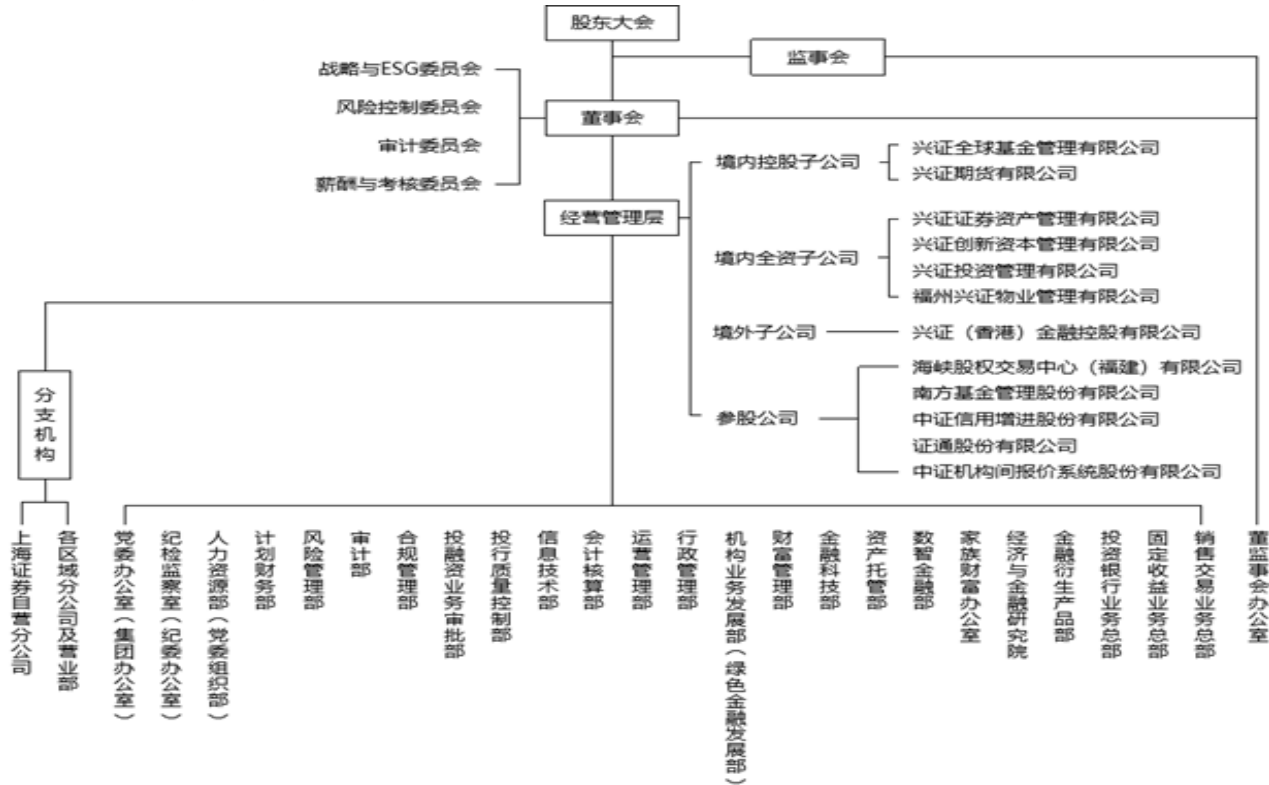 股东大会
监事会
战略与ESG委员会
风险控制委员会
董事会
审计委员会
薪酬与考核委员会
境内控股子公司
兴证全球基金管理有限公司
兴证期货有限公司
经营管理层
境内全资子公司
兴证证券资产管理有限公司
兴证创新资本管理有限公司
兴证投资管理有限公司
福州兴证物业管理有限公司
境外子公司
兴证（香港）金融控股有限公司
参股公司
海峡股权交易中心（福建）有限公司
南方基金管理股份有限公司
中证信用增进股份有限公司
证通股份有限公司
中证机构间报价系统股份有限公司
分支机构
上海证券自营分公司
各区域分公司及营业部
党委办公室（集团办公室）
纪检监察室（纪委办公室）
人力资源部（党委组织部）
计划财务部
风险管理部
审计部
合规管理部
投融资业务审批部
投行质量控制部
信息技术部
会计核算部
运营管理部
行政管理部
机构业务发展部（绿色金融发展部）
财富管理部
金融科技部
资产托管部
数智金融部
家族财富办公室
经济与金融研究院
金融衍生产品部
投资银行业务总部
固定收益业务总部
销售交易业务总部
董监事会办公室